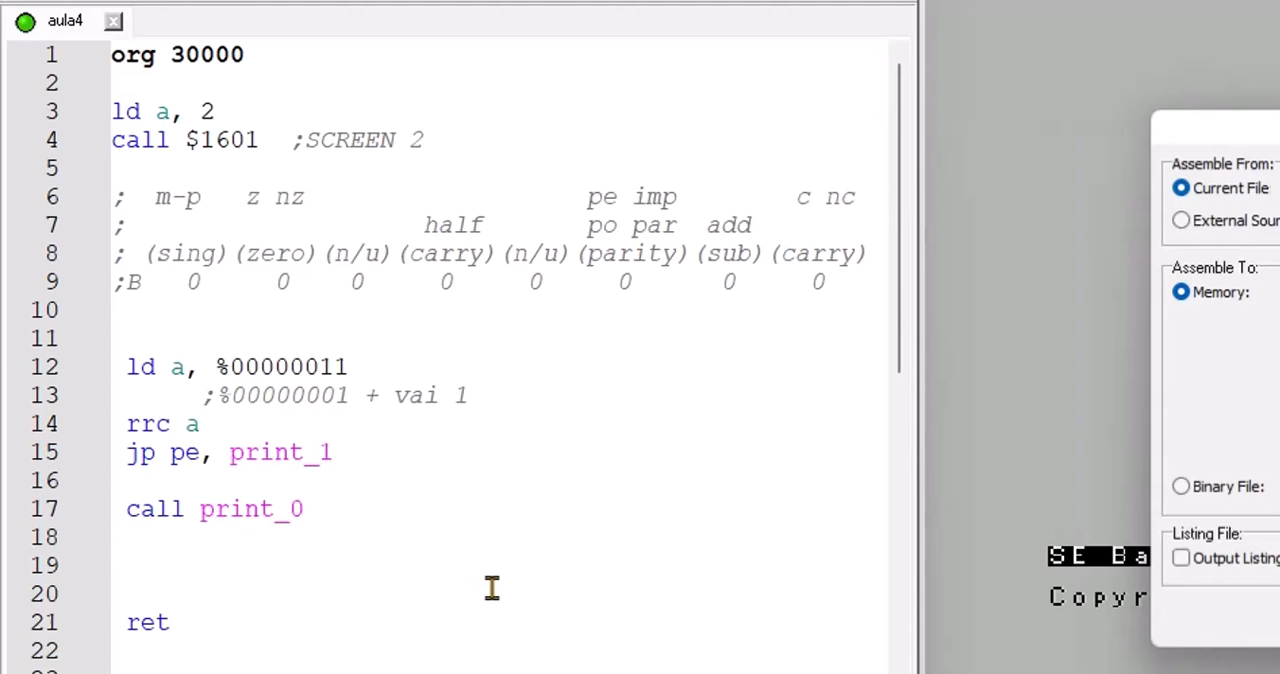 aula4 x
1 org 30000
2
3 ld a, 2
4 call $1601 ;SCREEN 2
5
6 ; m-p z nz pe imp c nc
7 ; half po par add
8 ; (sing)(zero)(n/u)(carry)(n/u)(parity)(sub)(carry)
9 ;B 0 0 0 0 0 0 0 0
10
11
12 ld a, %00000011
13 ;%00000001 + vai 1
14 rrc a
15 jp pe, print_1
16
17 call print_0
18
19
20
21 ret
22
Assemble From:
Current File
External Sour
Assemble To:
Memory:
Binary File:
Listing File:
Output Listing
SE Ba
Copyr